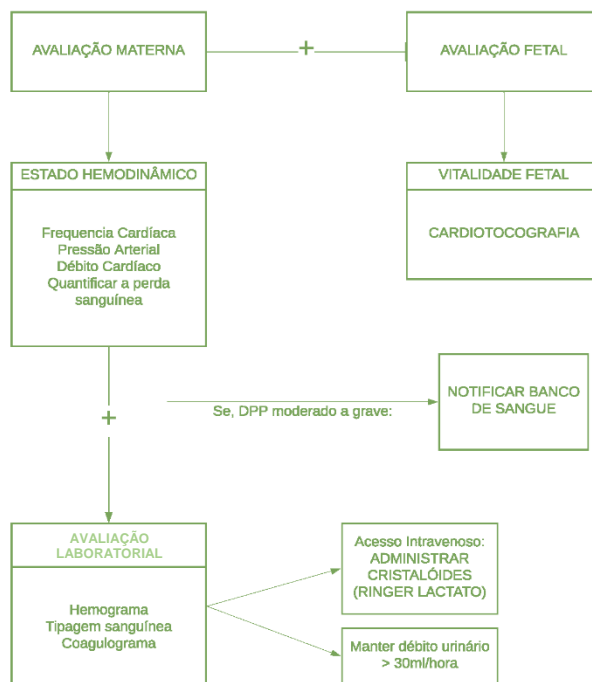 AVALIAÇÃO MATERNA
+
AVALIAÇÃO FETAL
ESTADO HEMODINÂMICO
Frequencia Cardíaca
Pressão Arterial
Débito Cardíaco
Quantificar a perda
sanguínea
VITALIDADE FETAL
CARDIOTOCOGRAFIA
+
Se, DPP moderado a grave:
NOTIFICAR BANCO
DE SANGUE
AVALIAÇÃO
LABORATORIAL
Hemograma
Tipagem sanguínea
Coagulograma
Acesso Intravenoso:
ADMINISTRAR
CRISTALÓIDES
(RINGER LACTATO)
Manter débito urinário
> 30ml/hora